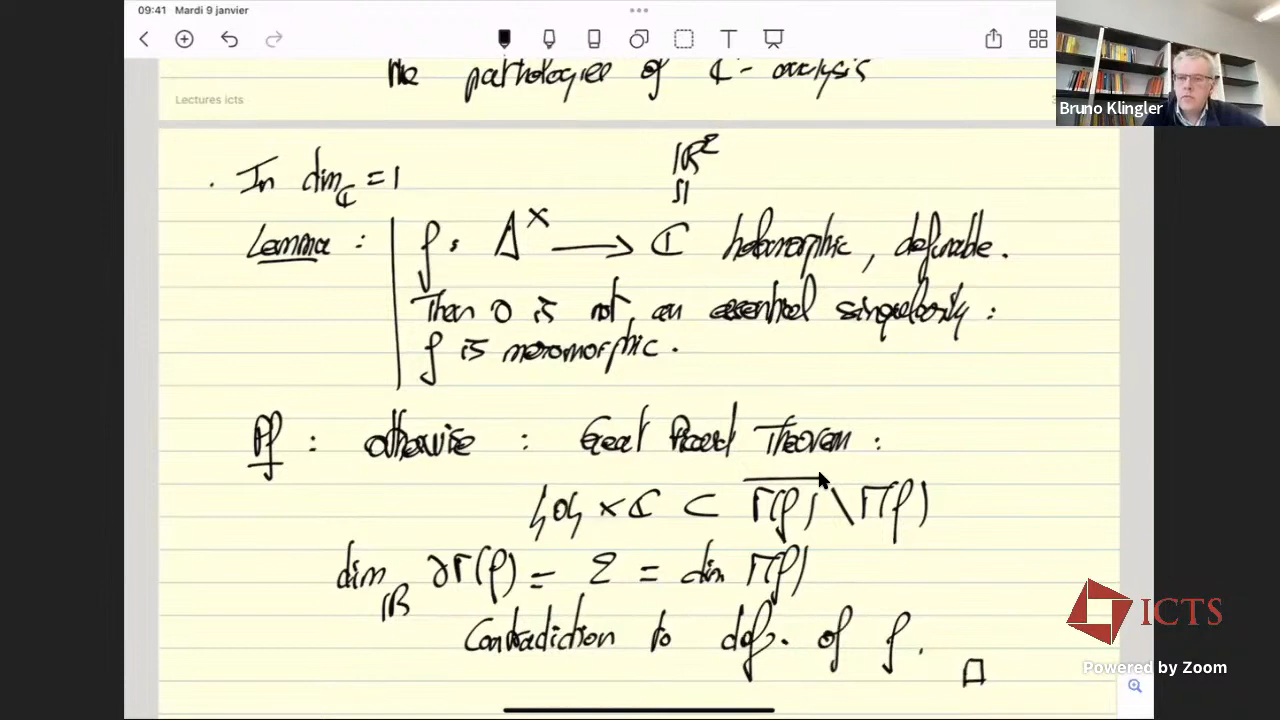 09:41 Mardi 9 janvier
the pathologies of ℂ-analysis
Lectures icts
Bruno Klingler
· In dim_ℂ = 1
ℝ²
Lemma : f : Δ^× → ℂ holomorphic, definable.
Then 0 is not an essential singularity :
f is meromorphic.
Pf : otherwise : Great Picard Theorem :
{0} × ℂ ⊂ \overline{Γ(f)} \ Γ(f)
dim_ℝ ∂Γ(f) = 2 = dim Γ(f)
Contradiction to def. of f. □
ICTS
Powered by Zoom